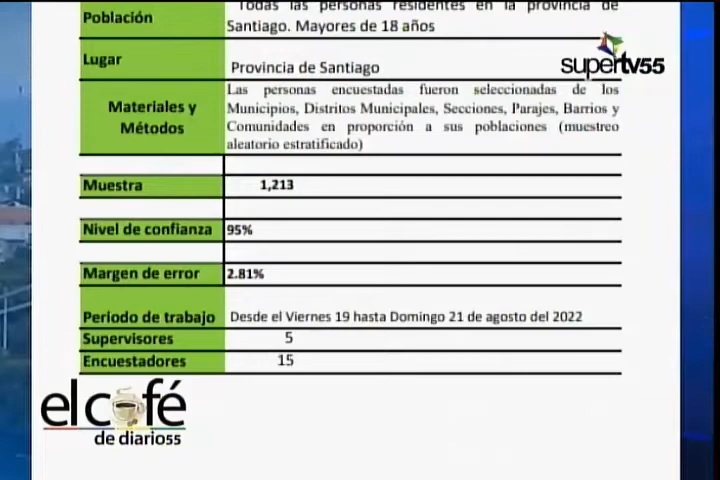 Población
Todas las personas residentes en la provincia de
Santiago. Mayores de 18 años
Lugar
Provincia de Santiago
supertv55
Materiales y
Métodos
Las personas encuestadas fueron seleccionadas de los
Municipios, Distritos Municipales, Secciones, Parajes, Barrios y
Comunidades en proporción a sus poblaciones (muestreo
aleatorio estratificado)
Muestra
1,213
Nivel de confianza
95%
Margen de error
2.81%
Periodo de trabajo
Desde el Viernes 19 hasta Domingo 21 de agosto del 2022
Supervisores
5
Encuestadores
15
el café
de diario55